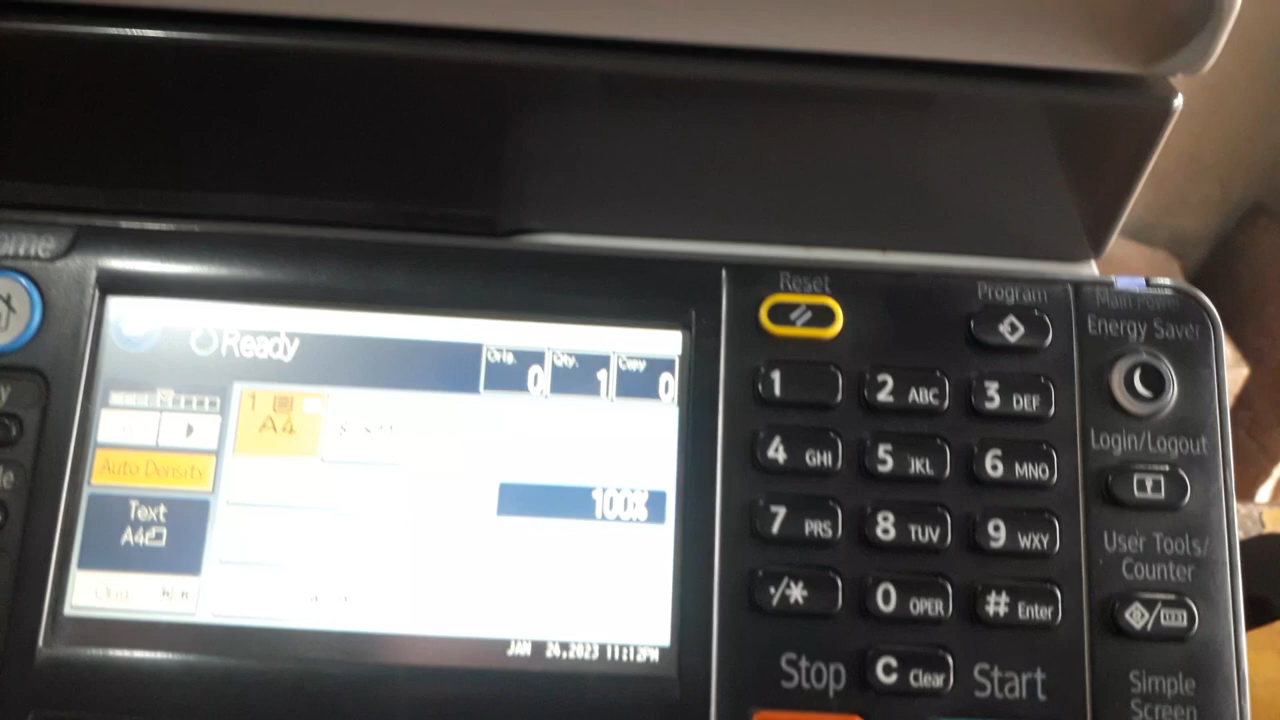 ome
Reset
Program
Main Power
Energy Saver
Ready
Orig.
Qty.
Copy
0
1
0
1
A4
Auto Density
100%
Text
A4
JAN 26,2023 11:12PM
1
2 ABC
3 DEF
4 GHI
5 JKL
6 MNO
7 PRS
8 TUV
9 WXY
./*
0 OPER
# Enter
Stop
C Clear
Start
Login/Logout
User Tools/
Counter
Simple
Screen